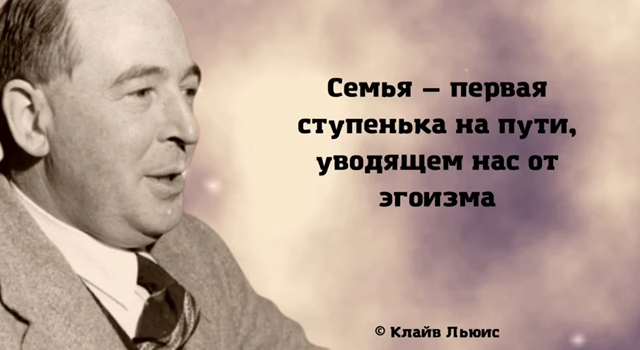 Семья – первая
ступенька на пути,
уводящем нас от
эгоизма
© Клайв Льюис